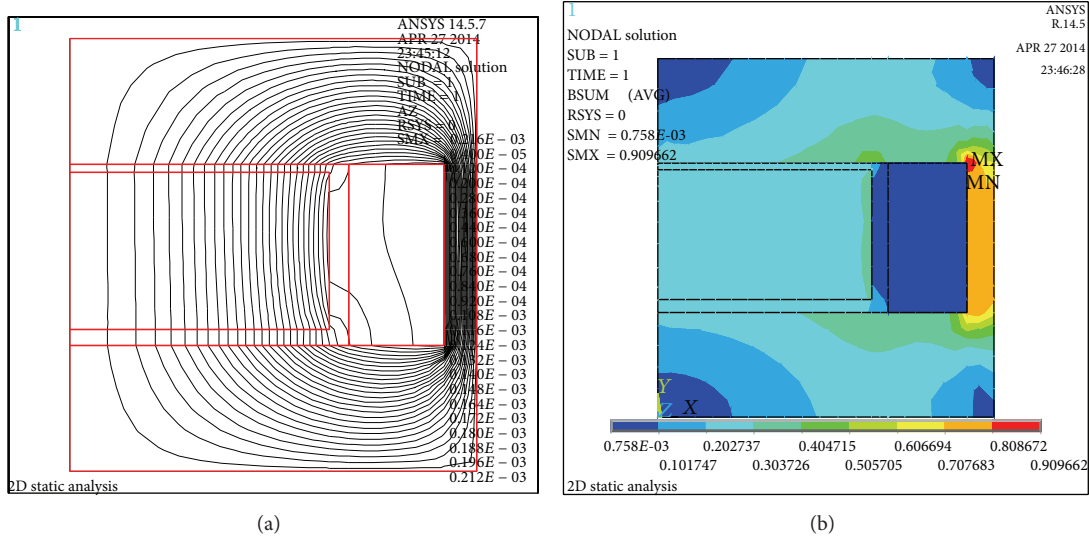 1
ANSYS 14.5.7
APR 27 2014
23:45:12
NODAL solution
SUB = 1
TIME = 1
AZ
RSYS = 0
SMX = 0.216E − 03
0.400E − 05
0.120E − 04
0.200E − 04
0.280E − 04
0.360E − 04
0.440E − 04
0.600E − 04
0.680E − 04
0.760E − 04
0.840E − 04
0.920E − 04
0.108E − 03
0.116E − 03
0.124E − 03
0.132E − 03
0.140E − 03
0.148E − 03
0.164E − 03
0.172E − 03
0.180E − 03
0.188E − 03
0.196E − 03
0.212E − 03
2D static analysis
(a)
1
ANSYS
R.14.5
APR 27 2014
23:46:28
NODAL solution
SUB = 1
TIME = 1
BSUM (AVG)
RSYS = 0
SMN = 0.758E-03
SMX = 0.909662
MX
MN
Y
Z X
0.758E−03 0.202737 0.404715 0.606694 0.808672
0.101747 0.303726 0.505705 0.707683 0.909662
2D static analysis
(b)